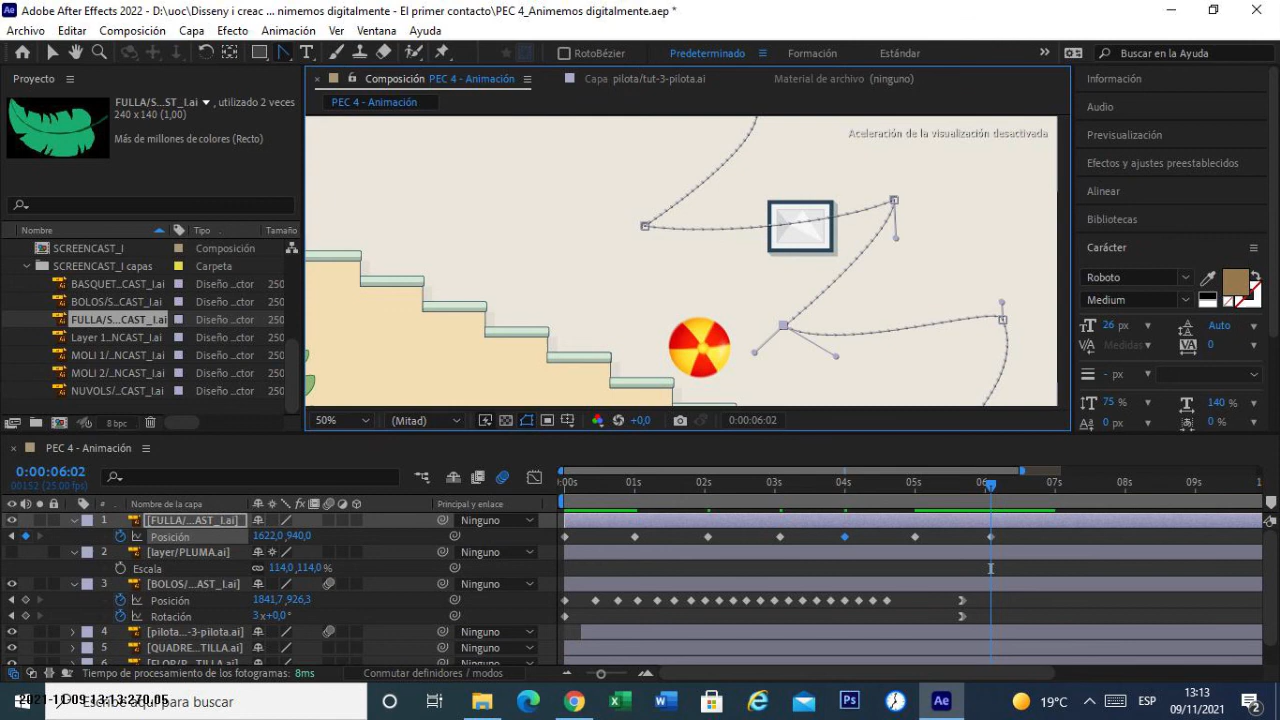 Adobe After Effects 2022 - D:\uoc\Disseny i creac ... nimemos digitalmente - El primer contacto\PEC 4_Animemos digitalmente.aep *
Archivo Editar Composición Capa Efecto Animación Ver Ventana Ayuda
RotoBézier Predeterminado Formación Estándar Buscar en la Ayuda
Proyecto
FULLA/S...ST_I.ai , utilizado 2 veces
240 x 140 (1,00)
Más de millones de colores (Recto)
Nombre Tipo Tamaño
SCREENCAST_I Composición
SCREENCAST_I capas Carpeta
BASQUET...CAST_I.ai Diseño ...ctor 250
BOLOS/S...CAST_I.ai Diseño ...ctor 250
FULLA/S...CAST_I.ai Diseño ...ctor 250
Layer 1...NCAST_I.ai Diseño ...ctor 250
MOLI 1/...NCAST_I.ai Diseño ...ctor 250
MOLI 2/...NCAST_I.ai Diseño ...ctor 250
NUVOLS/...CAST_I.ai Diseño ...ctor 250
8 bpc
Composición PEC 4 - Animación
Capa pilota/tut-3-pilota.ai
Material de archivo (ninguno)
PEC 4 - Animación
Aceleración de la visualización desactivada
50% (Mitad) +0,0 0:00:06:02
Información
Audio
Previsualización
Efectos y ajustes preestablecidos
Alinear
Bibliotecas
Carácter
Roboto
Medium
26 px Auto
Medidas 0
- px
75 % 140 %
0 px 0 %
PEC 4 - Animación
0:00:06:02
00152 (25.00 fps)
# Nombre de la capa Principal y enlace
:00s 01s 02s 03s 04s 05s 06s 07s 08s 09s 1
1 [FULLA/...AST_I.ai] Ninguno
Posición 1622,0,940,0
2 [layer/PLUMA.ai] Ninguno
Escala 114,0,114,0 %
3 [BOLOS/...AST_I.ai] Ninguno
Posición 1841,7,926,3
Rotación 3x+0,0°
4 [pilota...-3-pilota.ai] Ninguno
5 [QUADRE...TILLA.ai] Ninguno
6 [FLOR/P...TILLA.ai] Ninguno
Tiempo de procesamiento de los fotogramas: 8ms Conmutar definidores / modos
Escribe aquí para buscar
19°C ESP
13:13
09/11/2021
2